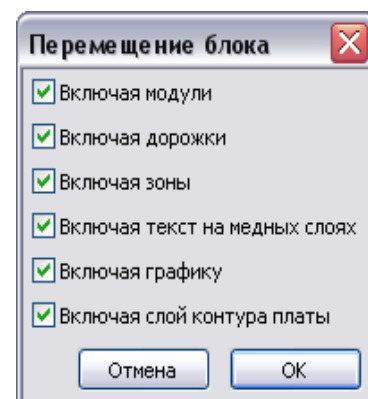 Перемещение блока
Включая модули
Включая дорожки
Включая зоны
Включая текст на медных слоях
Включая графику
Включая слой контура платы
Отмена OK